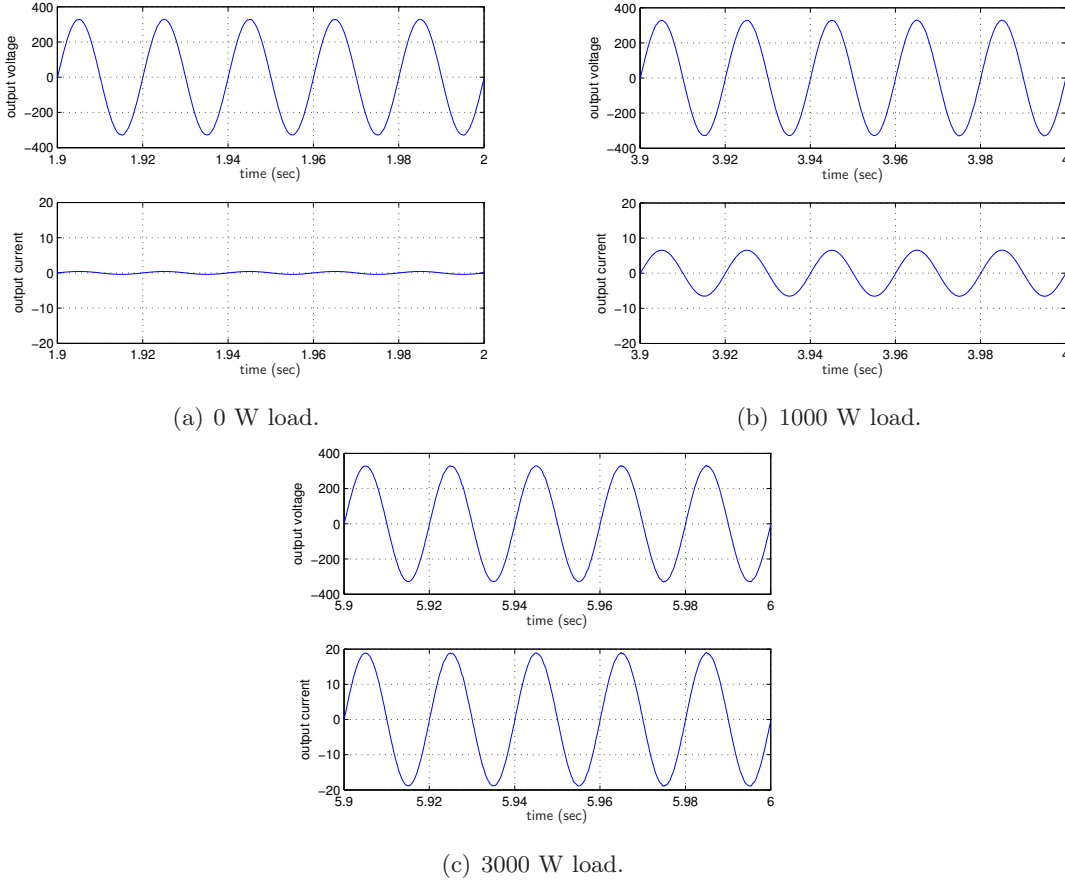 400
200
0
−200
−400
output voltage
1.9 1.92 1.94 1.96 1.98 2
time (sec)
20
10
0
−10
−20
output current
1.9 1.92 1.94 1.96 1.98 2
time (sec)
(a) 0 W load.
400
200
0
−200
−400
output voltage
3.9 3.92 3.94 3.96 3.98 4
time (sec)
20
10
0
−10
−20
output current
3.9 3.92 3.94 3.96 3.98 4
time (sec)
(b) 1000 W load.
400
200
0
−200
−400
output voltage
5.9 5.92 5.94 5.96 5.98 6
time (sec)
20
10
0
−10
−20
output current
5.9 5.92 5.94 5.96 5.98 6
time (sec)
(c) 3000 W load.